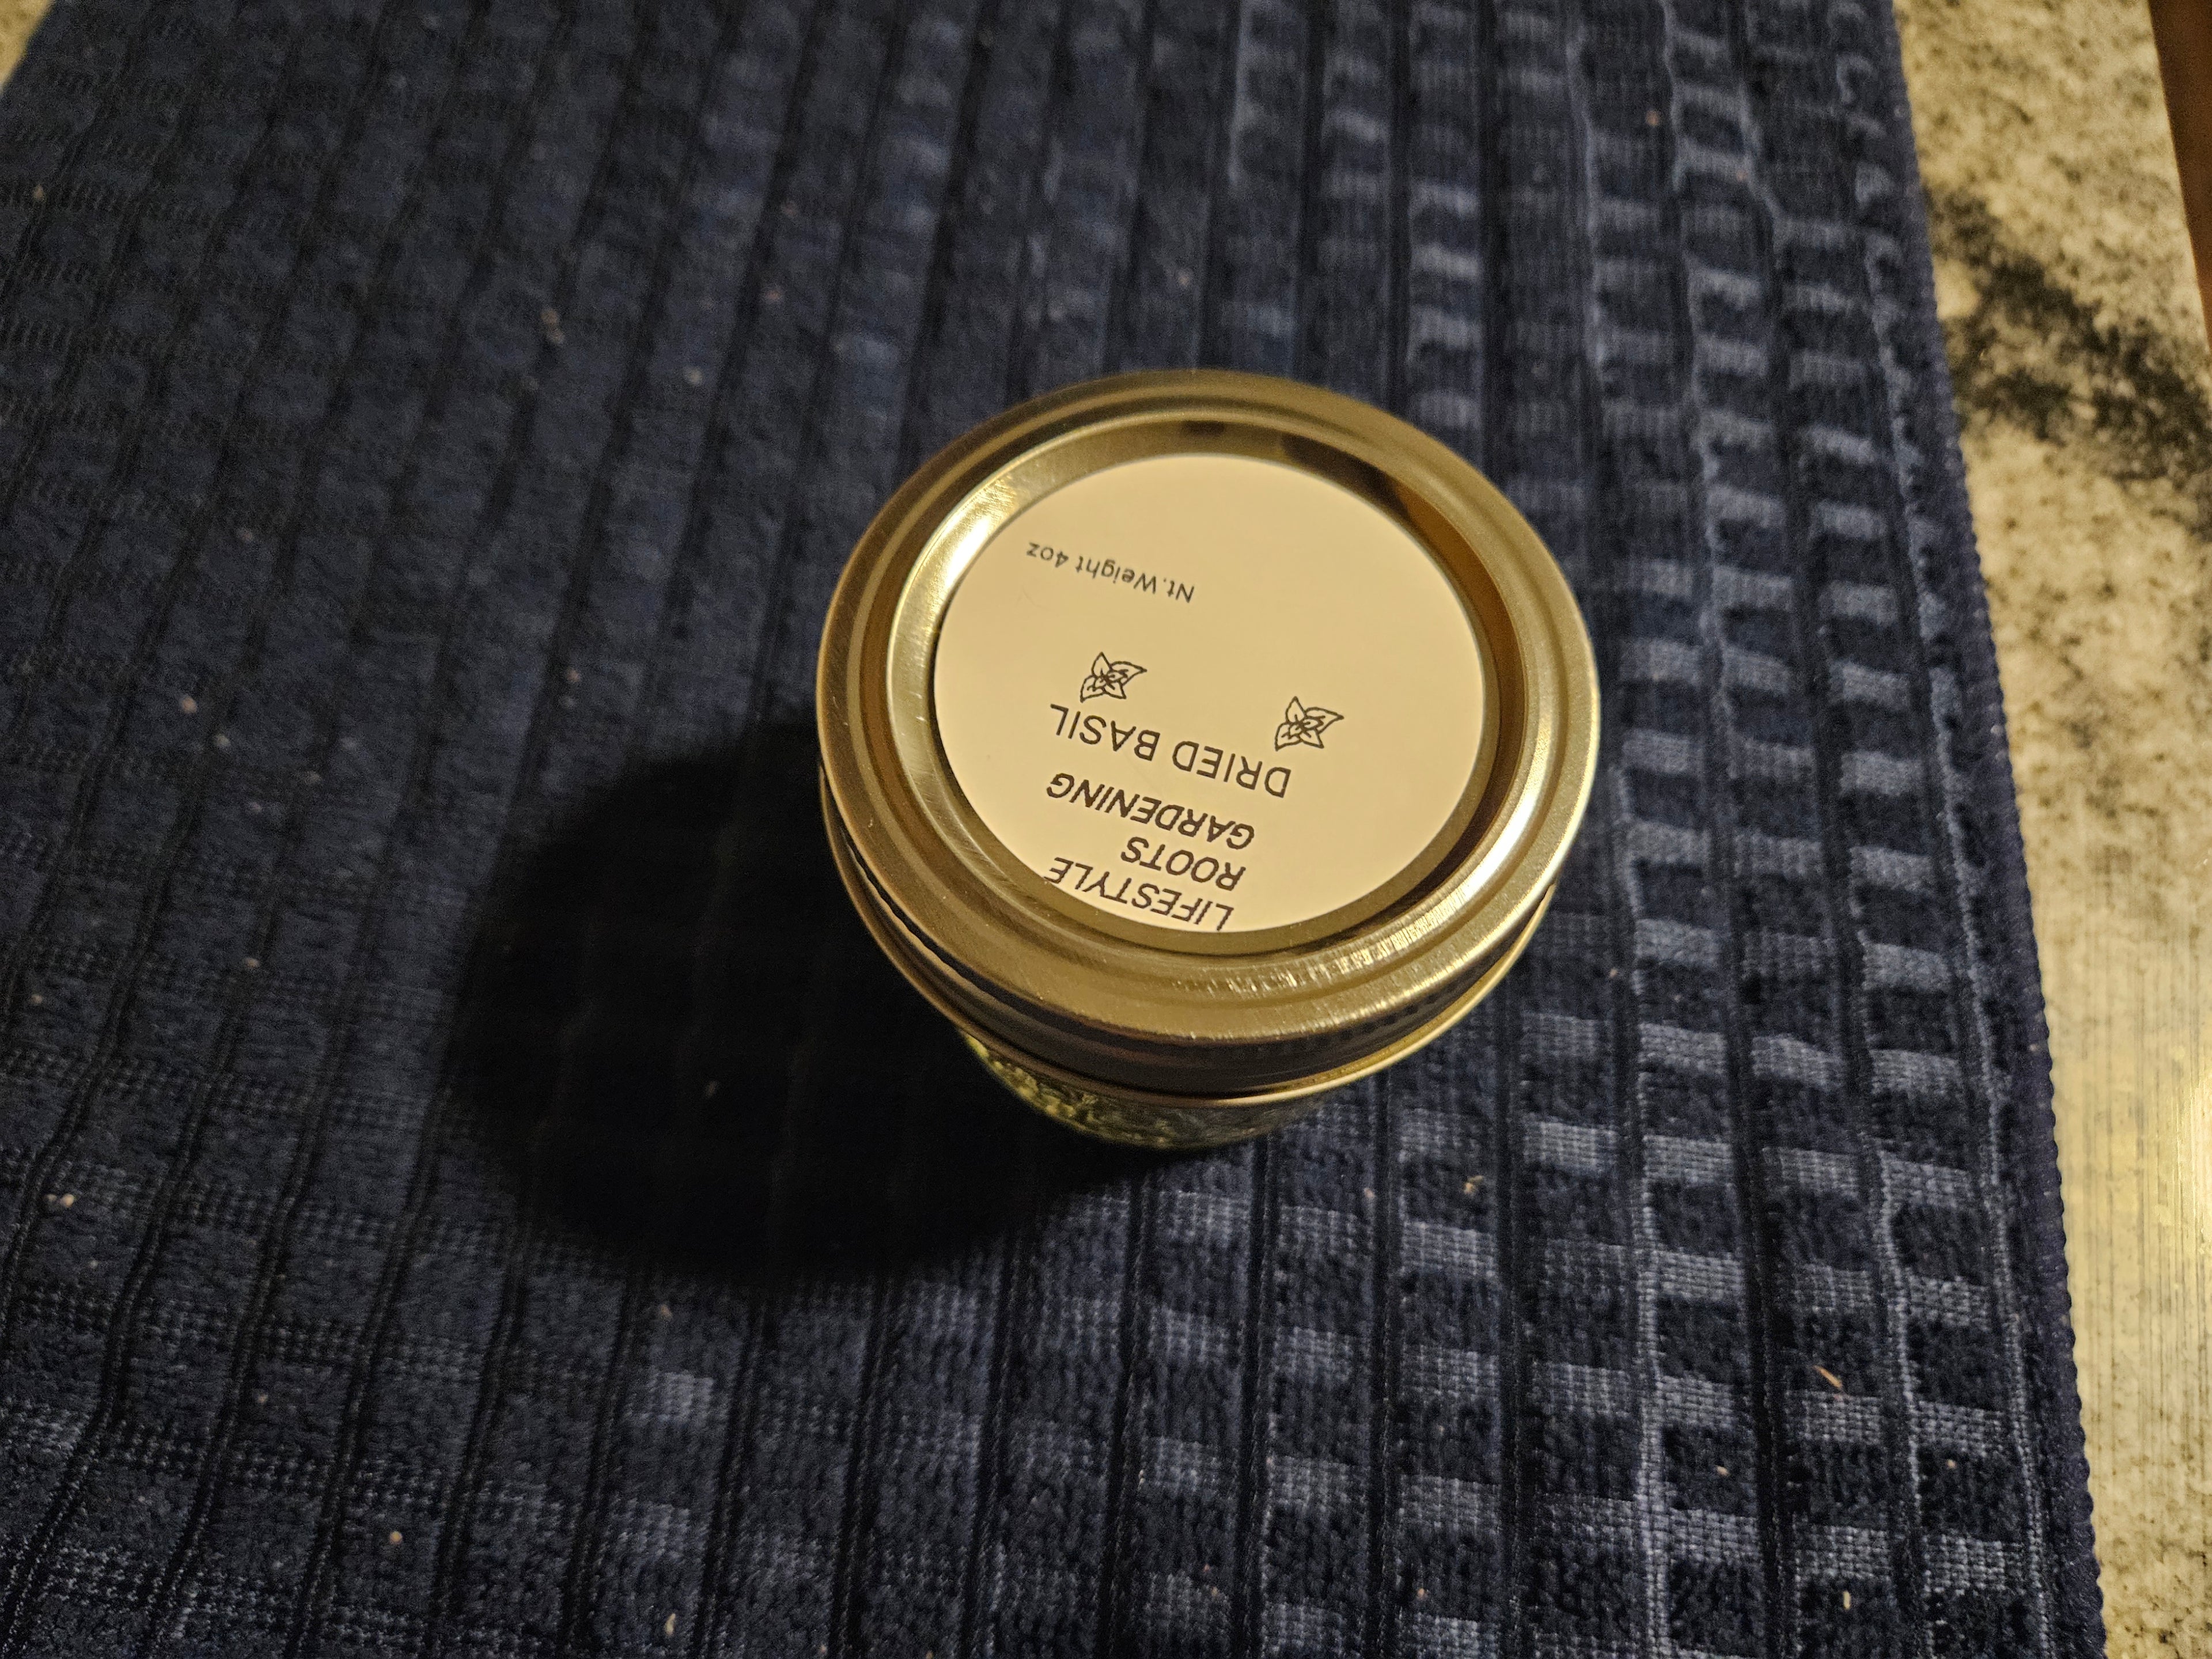 LIFESTYLE
ROOTS
GARDENING
DRIED BASIL
Nt.Weight 4oz